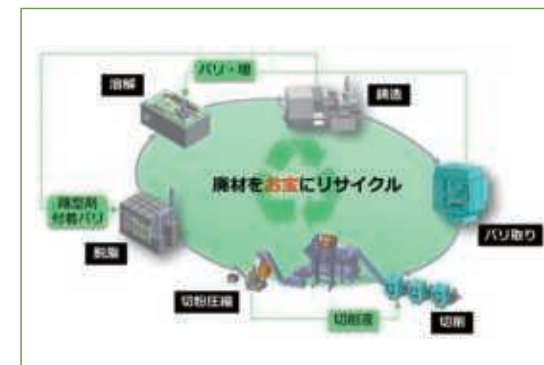 バリ・増
溶解
鋳造
廃材をお宝にリサイクル
離型剤
付着バリ
脱脂
バリ取り
切粉圧縮
切削液
切削